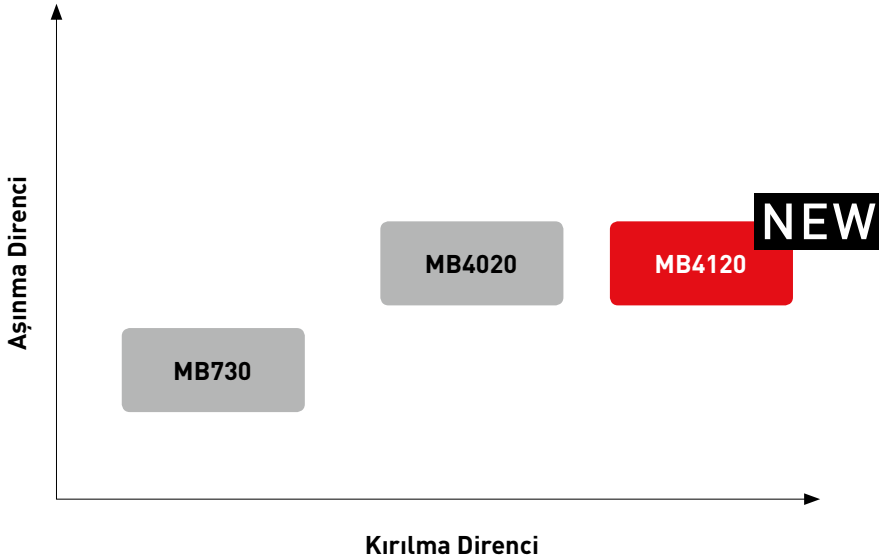 Aşınma Direnci
NEW
MB4020
MB4120
MB730
Kırılma Direnci